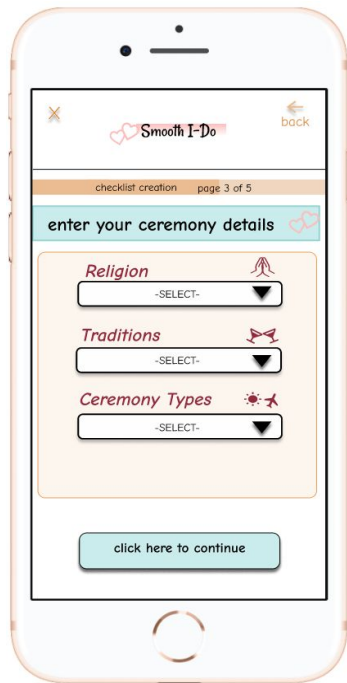 back
Smooth I-Do
checklist creation page 3 of 5
enter your ceremony details
Religion
-SELECT-
Traditions
-SELECT-
Ceremony Types
-SELECT-
click here to continue